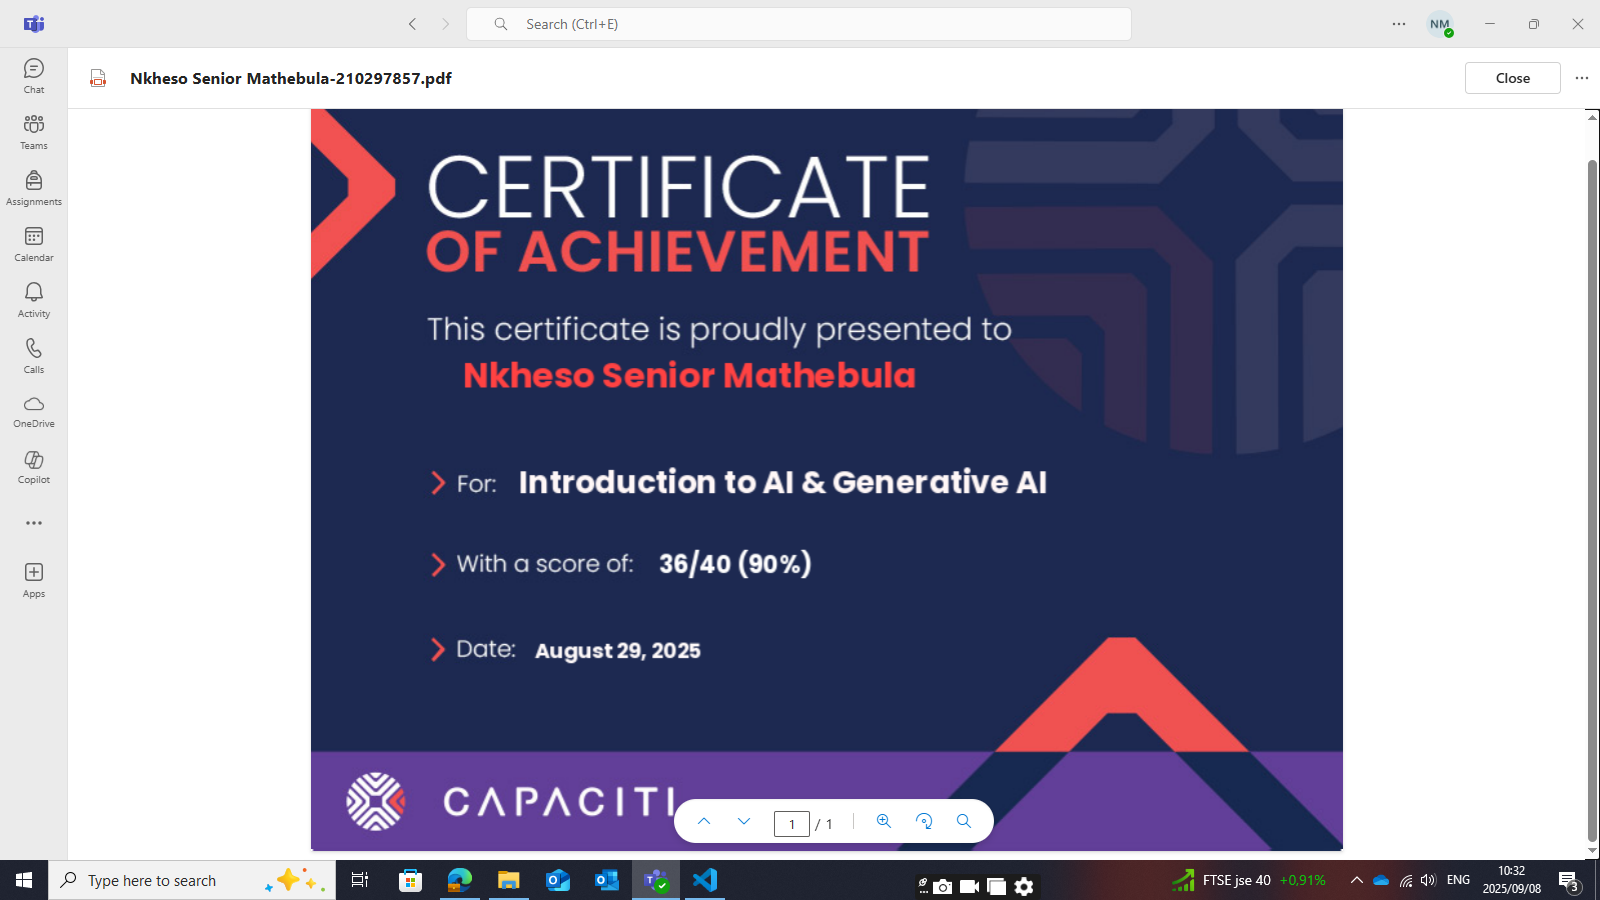 Search (Ctrl+E)
NM
Chat
Teams
Assignments
Calendar
Activity
Calls
OneDrive
Copilot
Apps
Nkheso Senior Mathebula-210297857.pdf
Close
CERTIFICATE
OF ACHIEVEMENT
This certificate is proudly presented to
Nkheso Senior Mathebula
For: Introduction to AI & Generative AI
With a score of: 36/40 (90%)
Date: August 29, 2025
CAPACITI
1 / 1
Type here to search
FTSE jse 40 +0,91%
ENG
10:32
2025/09/08
3